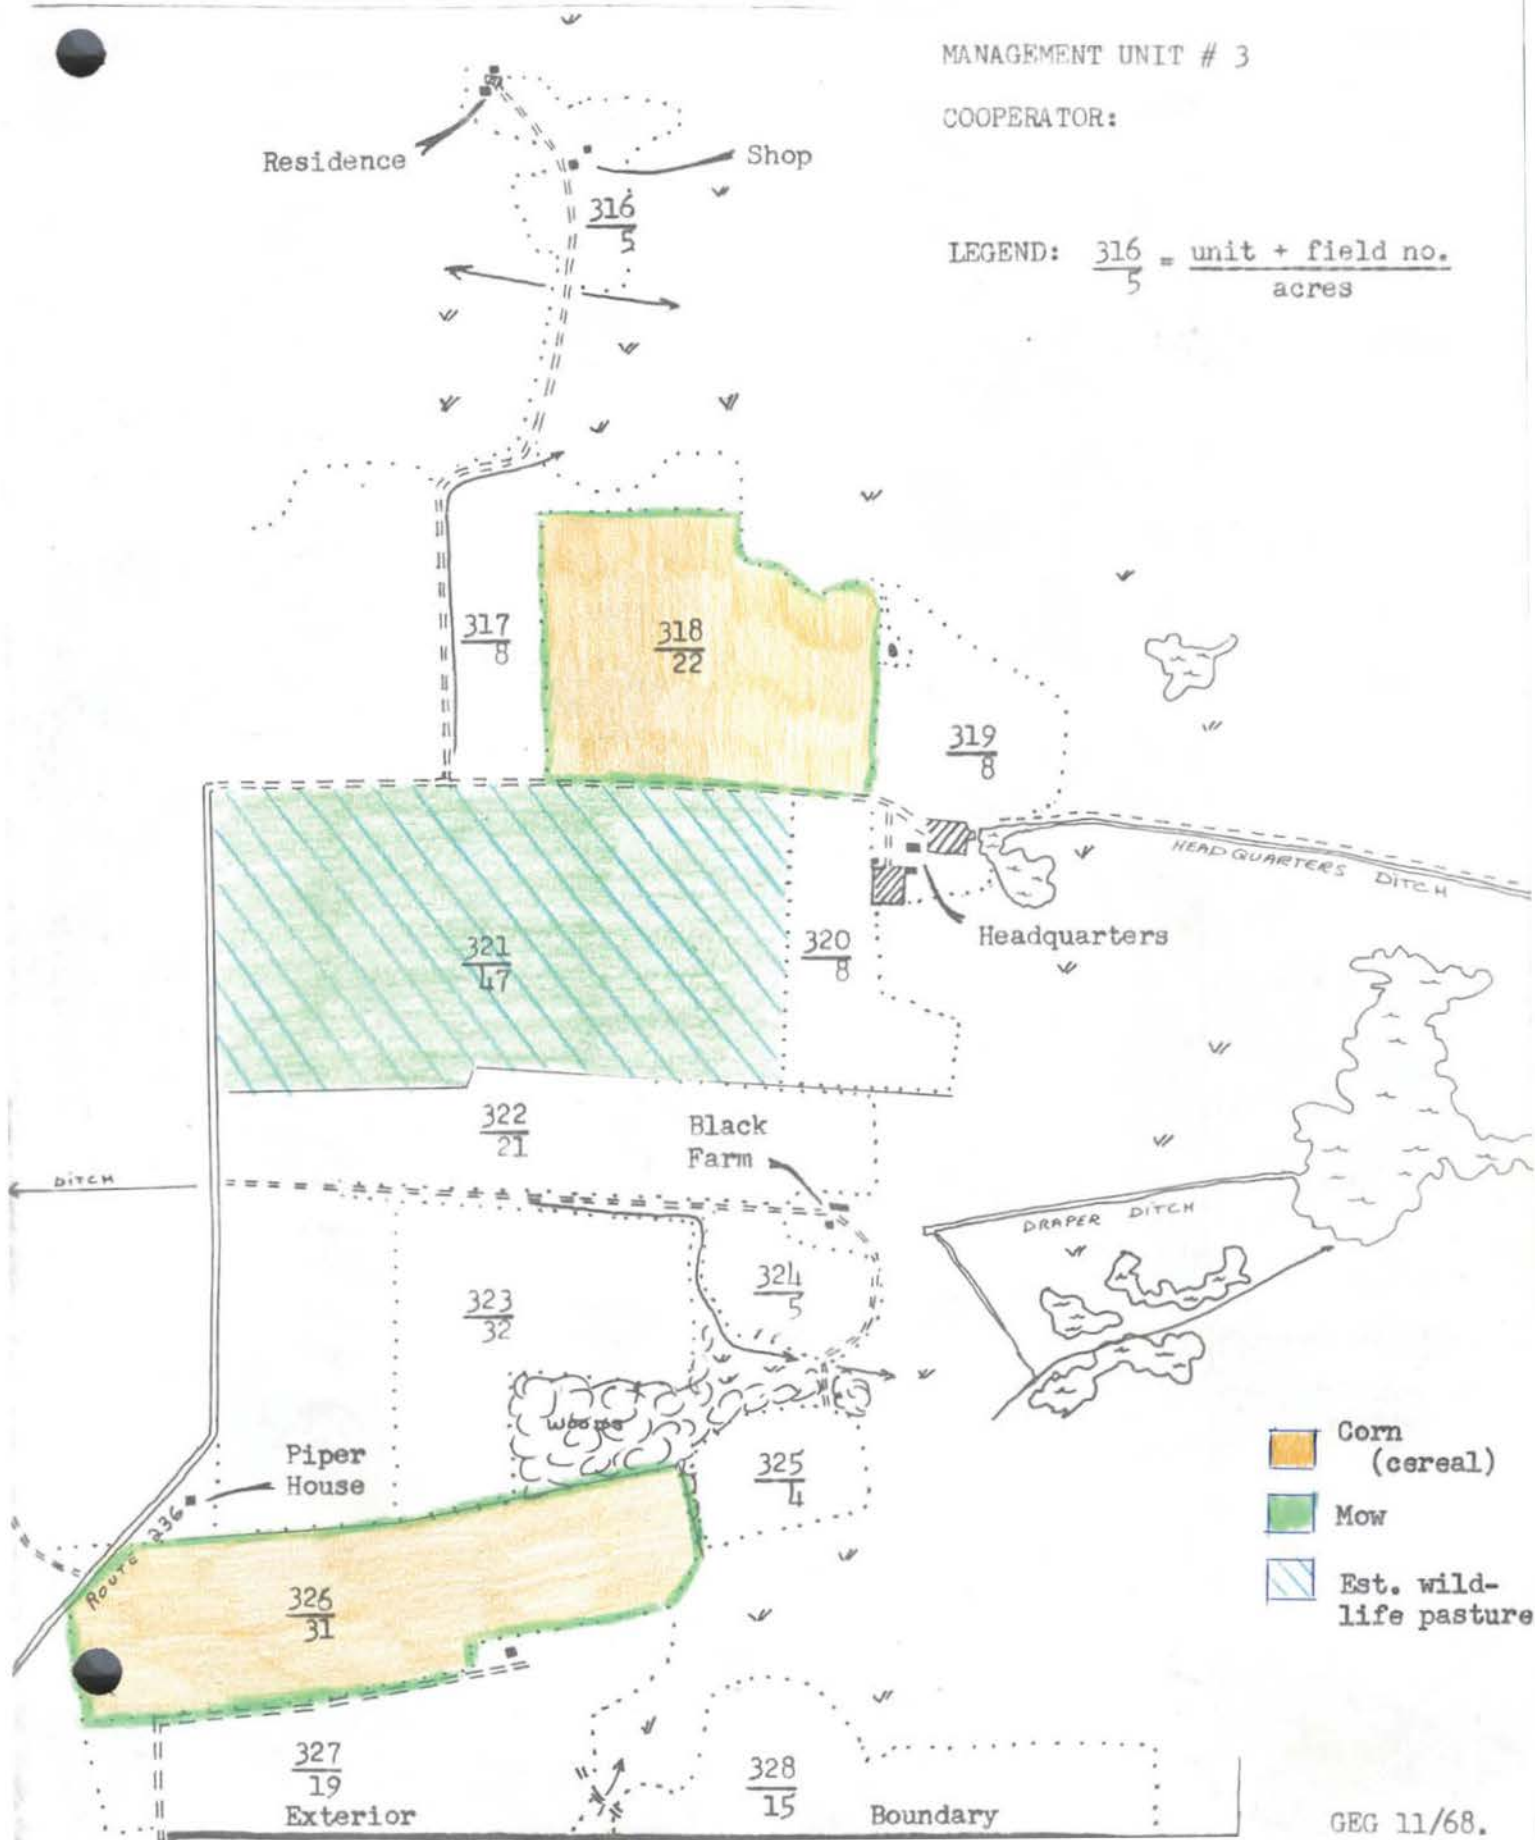 MANAGEMENT UNIT # 3
COOPERATOR:
Residence
Shop
316
5
LEGEND: 316 = unit + field no.
5 acres
317
8
318
22
319
8
HEADQUARTERS DITCH
Headquarters
321
47
320
8
322
21
Black
Farm
DITCH
DRAPER DITCH
323
32
324
5
WOODS
Piper
House
325
4
Corn
(cereal)
Mow
Est. wild-
life pasture
ROUTE 236
326
31
327
19
328
15
Exterior Boundary
GEG 11/68.